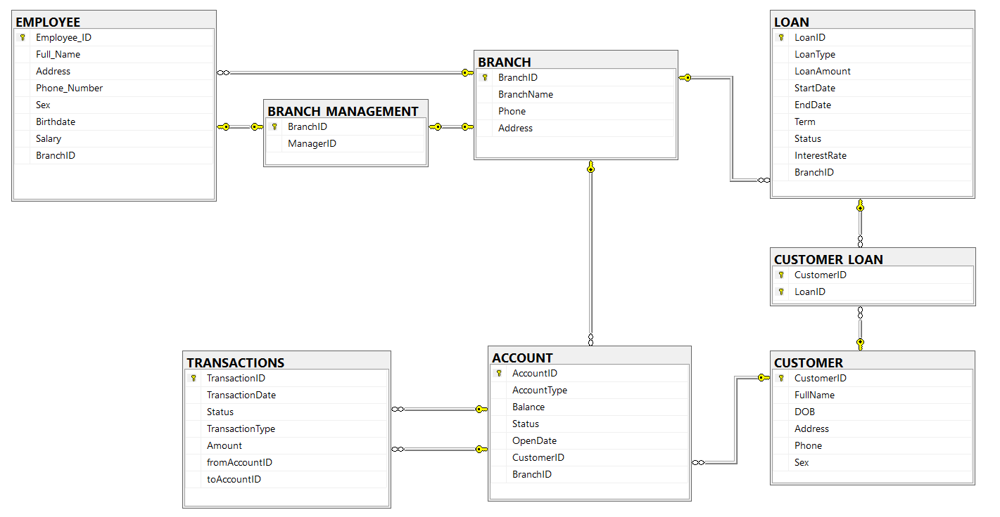 EMPLOYEE
Employee_ID
Full_Name
Address
Phone_Number
Sex
Birthdate
Salary
BranchID
BRANCH_MANAGEMENT
BranchID
ManagerID
BRANCH
BranchID
BranchName
Phone
Address
LOAN
LoanID
LoanType
LoanAmount
StartDate
EndDate
Term
Status
InterestRate
BranchID
CUSTOMER_LOAN
CustomerID
LoanID
TRANSACTIONS
TransactionID
TransactionDate
Status
TransactionType
Amount
fromAccountID
toAccountID
ACCOUNT
AccountID
AccountType
Balance
Status
OpenDate
CustomerID
BranchID
CUSTOMER
CustomerID
FullName
DOB
Address
Phone
Sex